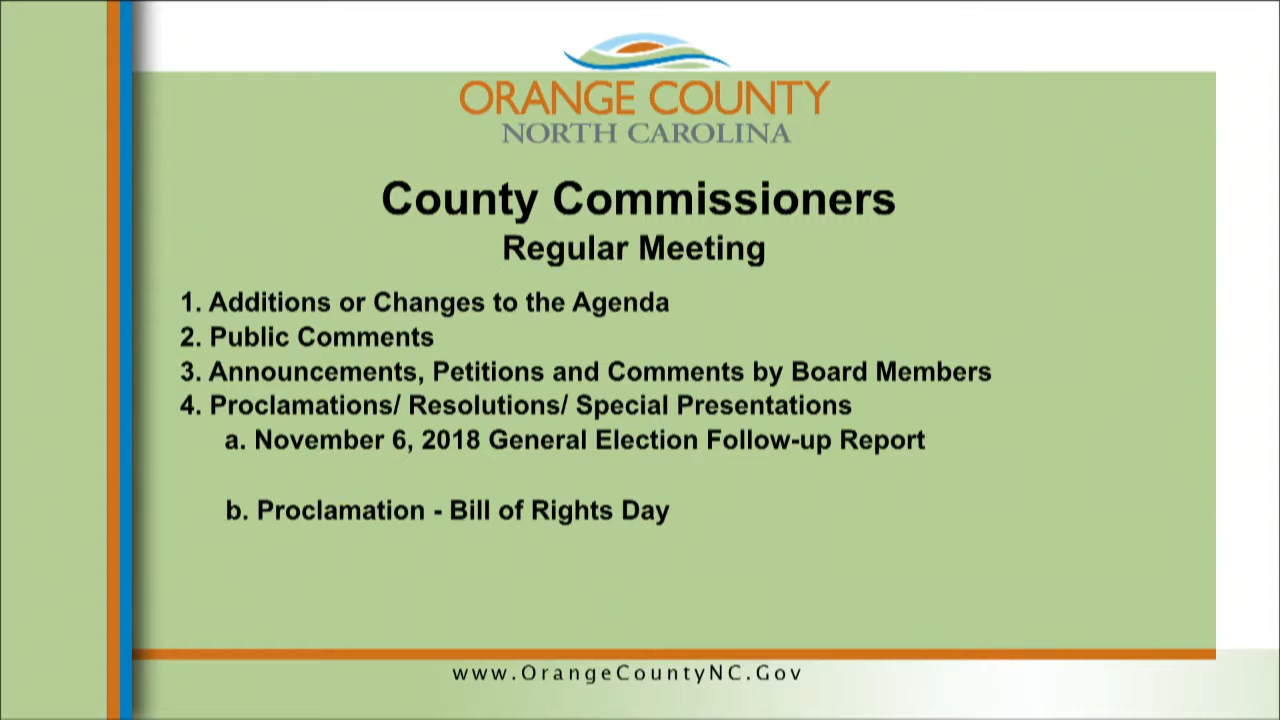 ORANGE COUNTY
NORTH CAROLINA
County Commissioners
Regular Meeting
1. Additions or Changes to the Agenda
2. Public Comments
3. Announcements, Petitions and Comments by Board Members
4. Proclamations/ Resolutions/ Special Presentations
a. November 6, 2018 General Election Follow-up Report
b. Proclamation - Bill of Rights Day
www.OrangeCountyNC.Gov